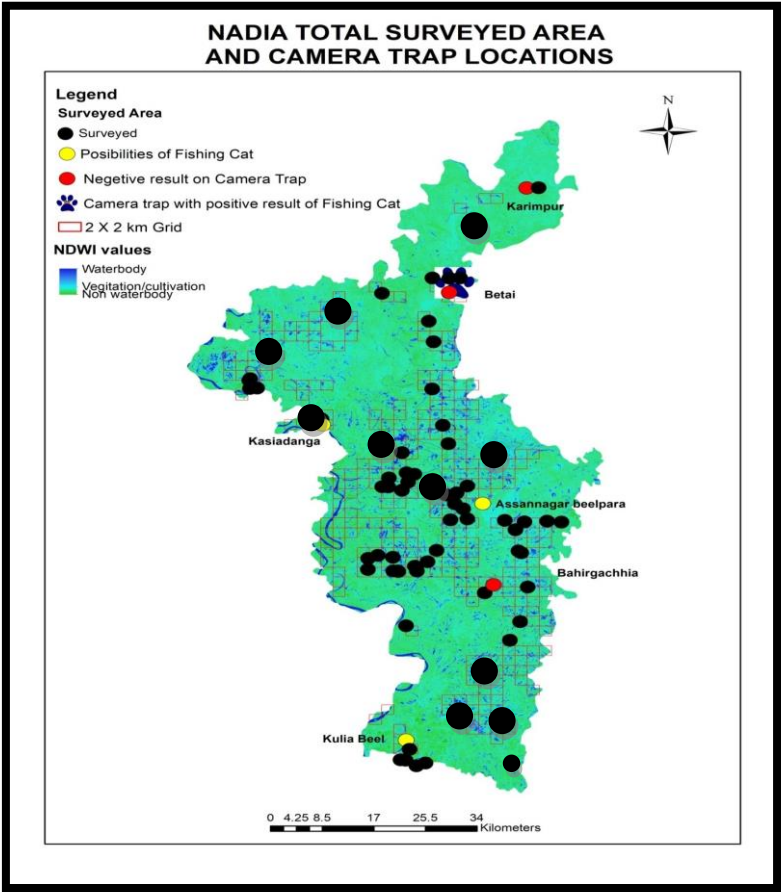 NADIA TOTAL SURVEYED AREA
AND CAMERA TRAP LOCATIONS
Legend
Surveyed Area
Surveyed
Posibilities of Fishing Cat
Negetive result on Camera Trap
Camera trap with positive result of Fishing Cat
2 X 2 km Grid
NDWI values
Waterbody
Vegitation/cultivation
Non waterbody
N
Karimpur
Betai
Kasiadanga
Assannagar beelpara
Bahirgachhia
Kulia Beel
0 4.25 8.5 17 25.5 34
Kilometers